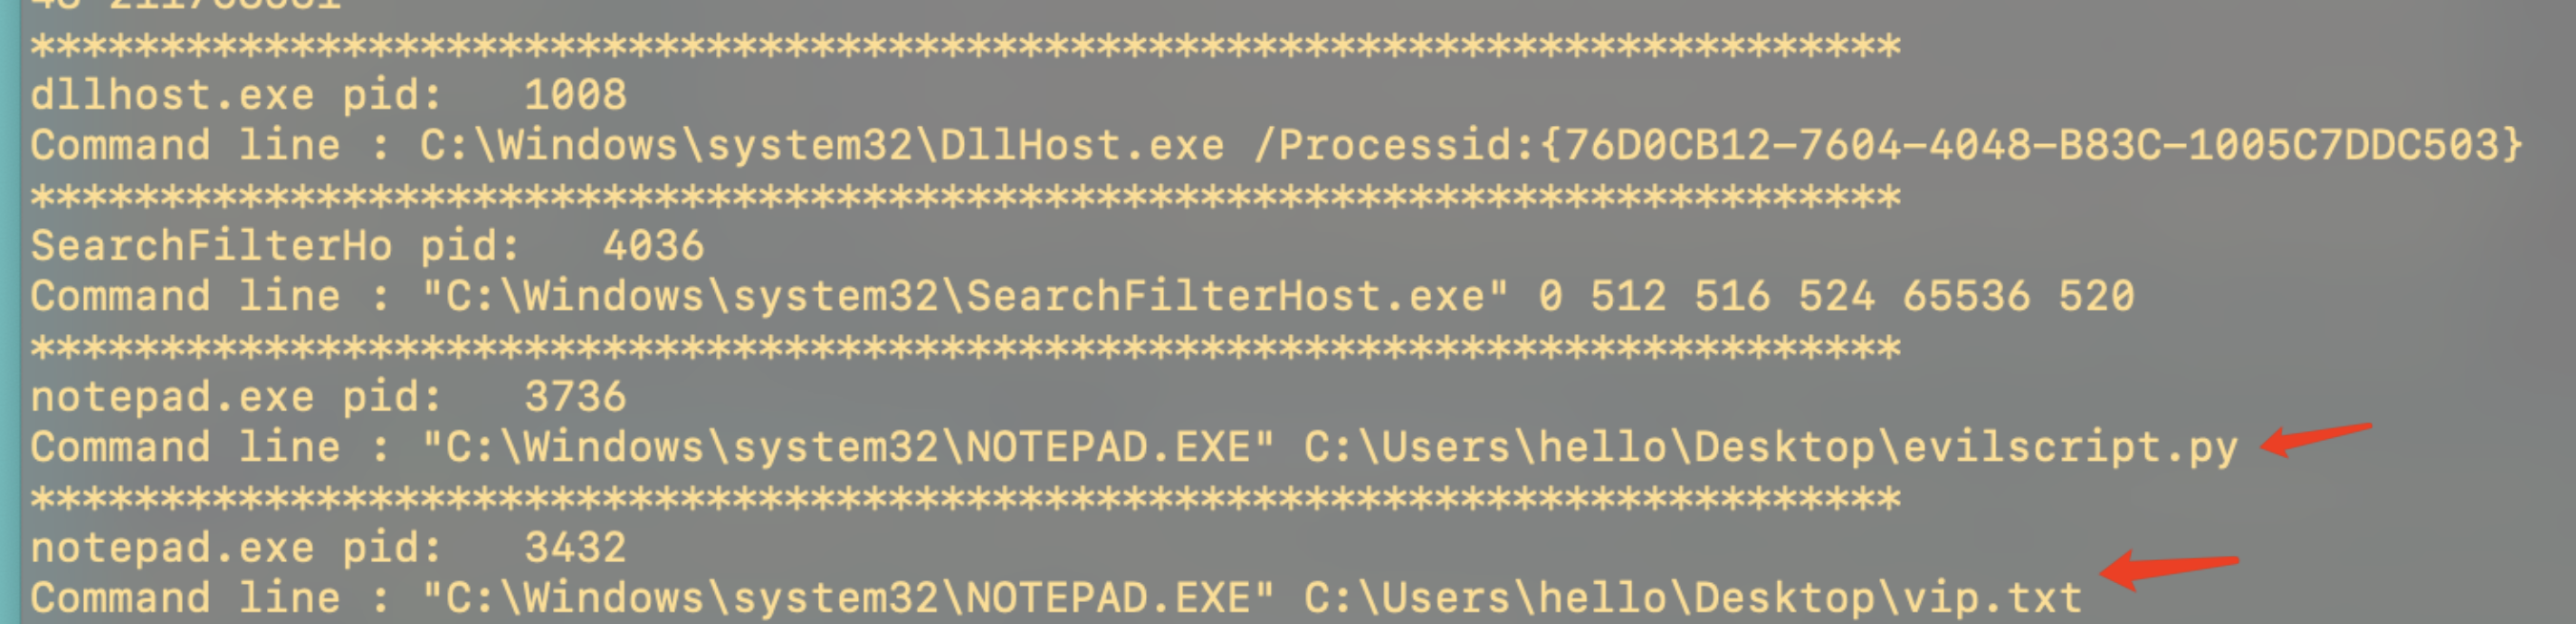 ************************************************************************
dllhost.exe pid:   1008
Command line : C:\Windows\system32\DllHost.exe /Processid:{76D0CB12-7604-4048-B83C-1005C7DDC503}
************************************************************************
SearchFilterHo pid:   4036
Command line : "C:\Windows\system32\SearchFilterHost.exe" 0 512 516 524 65536 520
************************************************************************
notepad.exe pid:   3736
Command line : "C:\Windows\system32\NOTEPAD.EXE" C:\Users\hello\Desktop\evilscript.py
************************************************************************
notepad.exe pid:   3432
Command line : "C:\Windows\system32\NOTEPAD.EXE" C:\Users\hello\Desktop\vip.txt